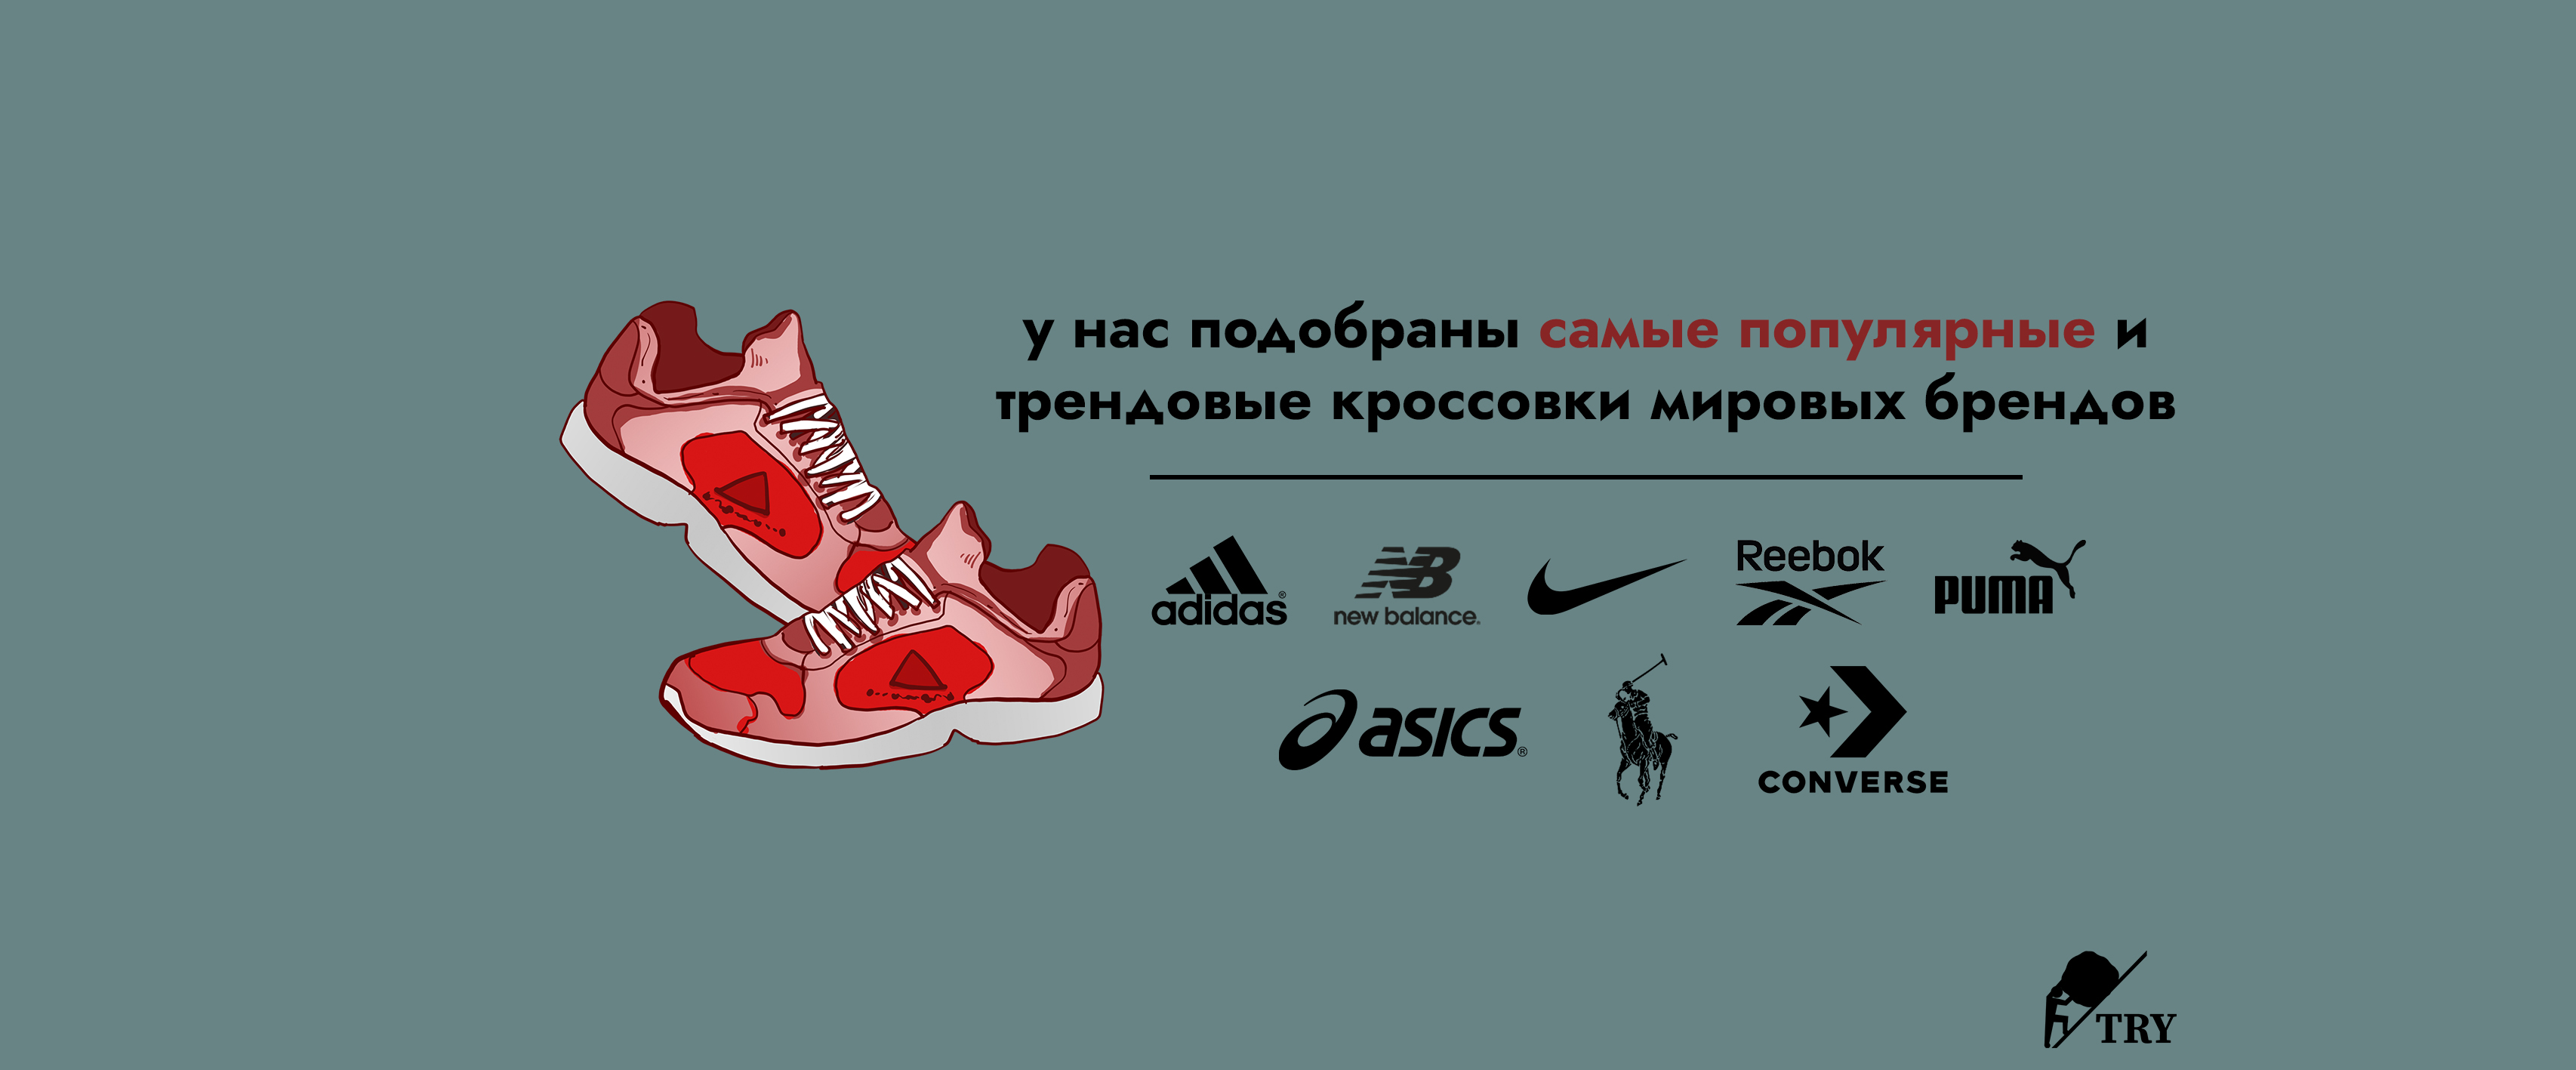 у нас подобраны самые популярные и
трендовые кроссовки мировых брендов
adidas®
new balance®
Reebok
PUMA
asics®
CONVERSE
TRY